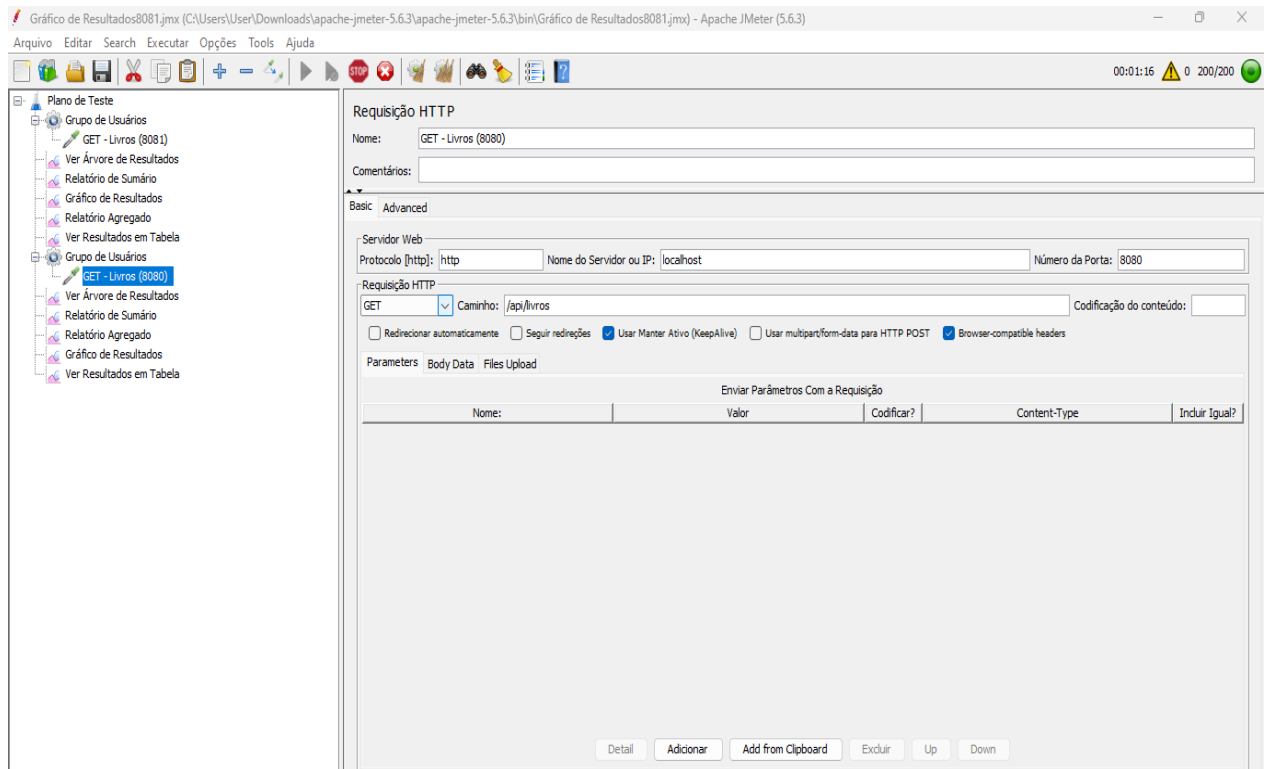 Gráfico de Resultados8081.jmx (C:\Users\User\Downloads\apache-jmeter-5.6.3\apache-jmeter-5.6.3\bin\Gráfico de Resultados8081.jmx) - Apache JMeter (5.6.3)
Arquivo Editar Search Executar Opções Tools Ajuda
STOP 00:01:16 0 200/200
Plano de Teste
Grupo de Usuários
GET - Livros (8081)
Ver Árvore de Resultados
Relatório de Sumário
Gráfico de Resultados
Relatório Agregado
Ver Resultados em Tabela
Grupo de Usuários
GET - Livros (8080)
Ver Árvore de Resultados
Relatório de Sumário
Relatório Agregado
Gráfico de Resultados
Ver Resultados em Tabela
Requisição HTTP
Nome: GET - Livros (8080)
Comentários:
Basic Advanced
Servidor Web
Protocolo [http]: http Nome do Servidor ou IP: localhost Número da Porta: 8080
Requisição HTTP
GET Caminho: /api/livros Codificação do conteúdo:
Redirecionar automaticamente Seguir redireções Usar Manter Ativo (KeepAlive) Usar multipart/form-data para HTTP POST Browser-compatible headers
Parameters Body Data Files Upload
Enviar Parâmetros Com a Requisição
Nome: Valor Codificar? Content-Type Incluir Igual?
Detail Adicionar Add from Clipboard Excluir Up Down